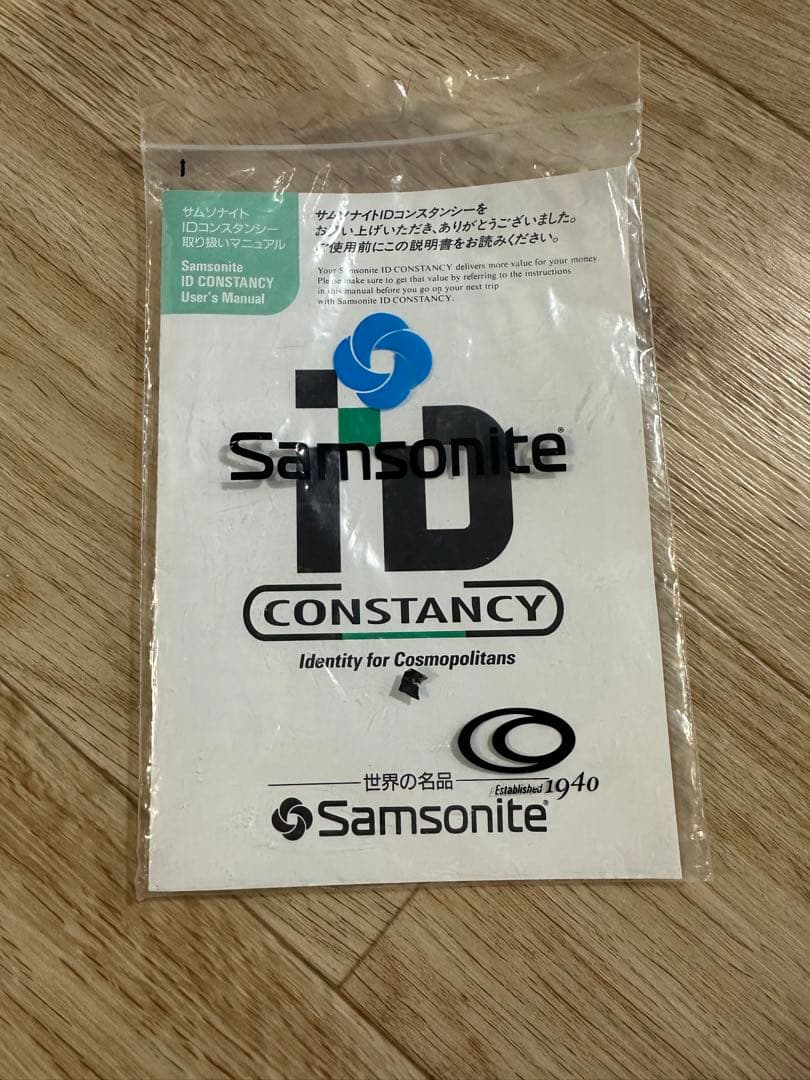 サムソナイト
IDコンスタンシー
取り扱いマニュアル
Samsonite
ID CONSTANCY
User's Manual
サムソナイトIDコンスタンシーを
お買い上げいただき、ありがとうございました。
ご使用前にこの説明書をお読みください。
Your Samsonite ID CONSTANCY delivers more value for your money.
Please make sure to get that value by referring to the instructions
in this manual before you go on your next trip
with Samsonite ID CONSTANCY.
Samsonite®
iD
CONSTANCY
Identity for Cosmopolitans
世界の名品
Established 1940
Samsonite®